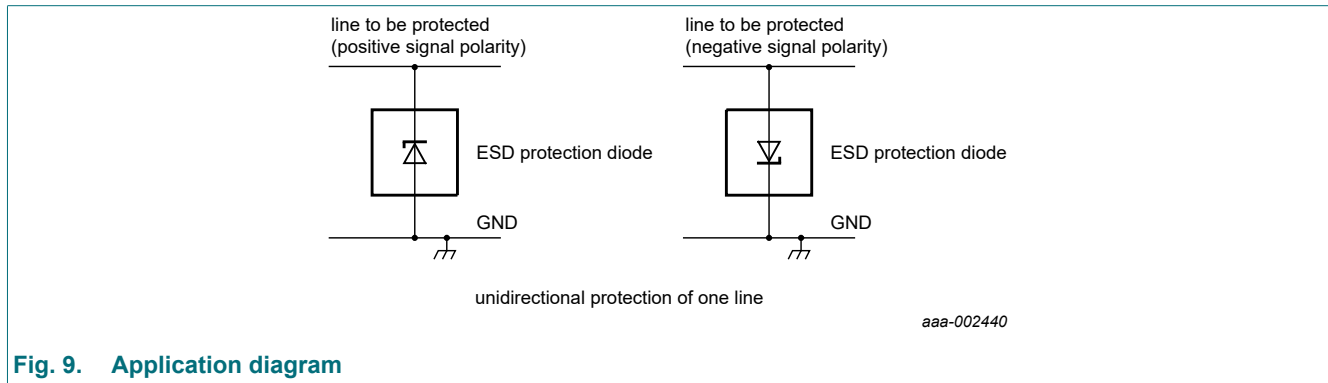 line to be protected
(positive signal polarity)
line to be protected
(negative signal polarity)
ESD protection diode
ESD protection diode
GND
GND
unidirectional protection of one line
aaa-002440
Fig. 9. Application diagram